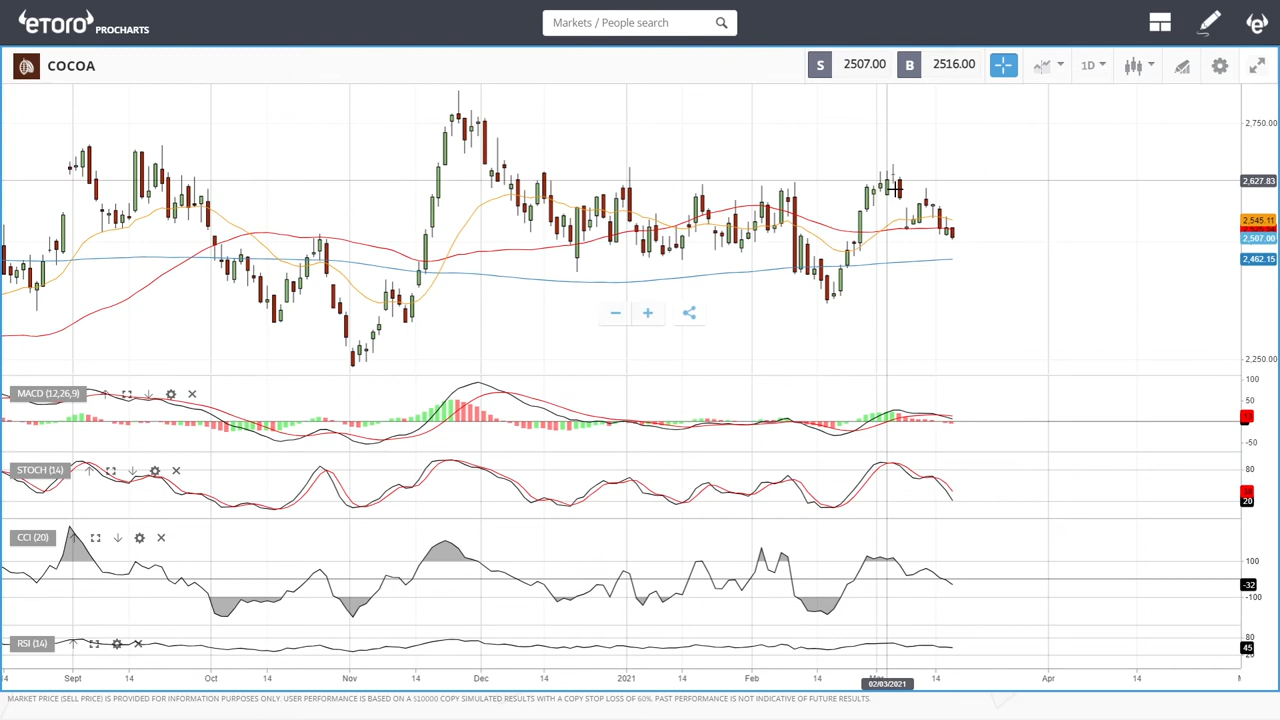 eToro PROCHARTS
Markets / People search
COCOA
S 2507.00 B 2516.00
1D
2,750.00
2,627.83
2,545.11
2,507.00
2,462.15
2,250.00
MACD (12,26,9)
100
50
-50
STOCH (14)
80
20
CCI (20)
100
-32
-100
RSI (14)
80
45
14 Sept 14 Oct 14 Nov 14 Dec 14 2021 14 Feb 14 14 Apr 14
02/03/2021
MARKET PRICE (SELL PRICE) IS PROVIDED FOR INFORMATION PURPOSES ONLY. USER PERFORMANCE IS BASED ON A $10000 COPY SIMULATED RESULTS WITH A COPY STOP LOSS OF 60%. PAST PERFORMANCE IS NOT INDICATIVE OF FUTURE RESULTS.